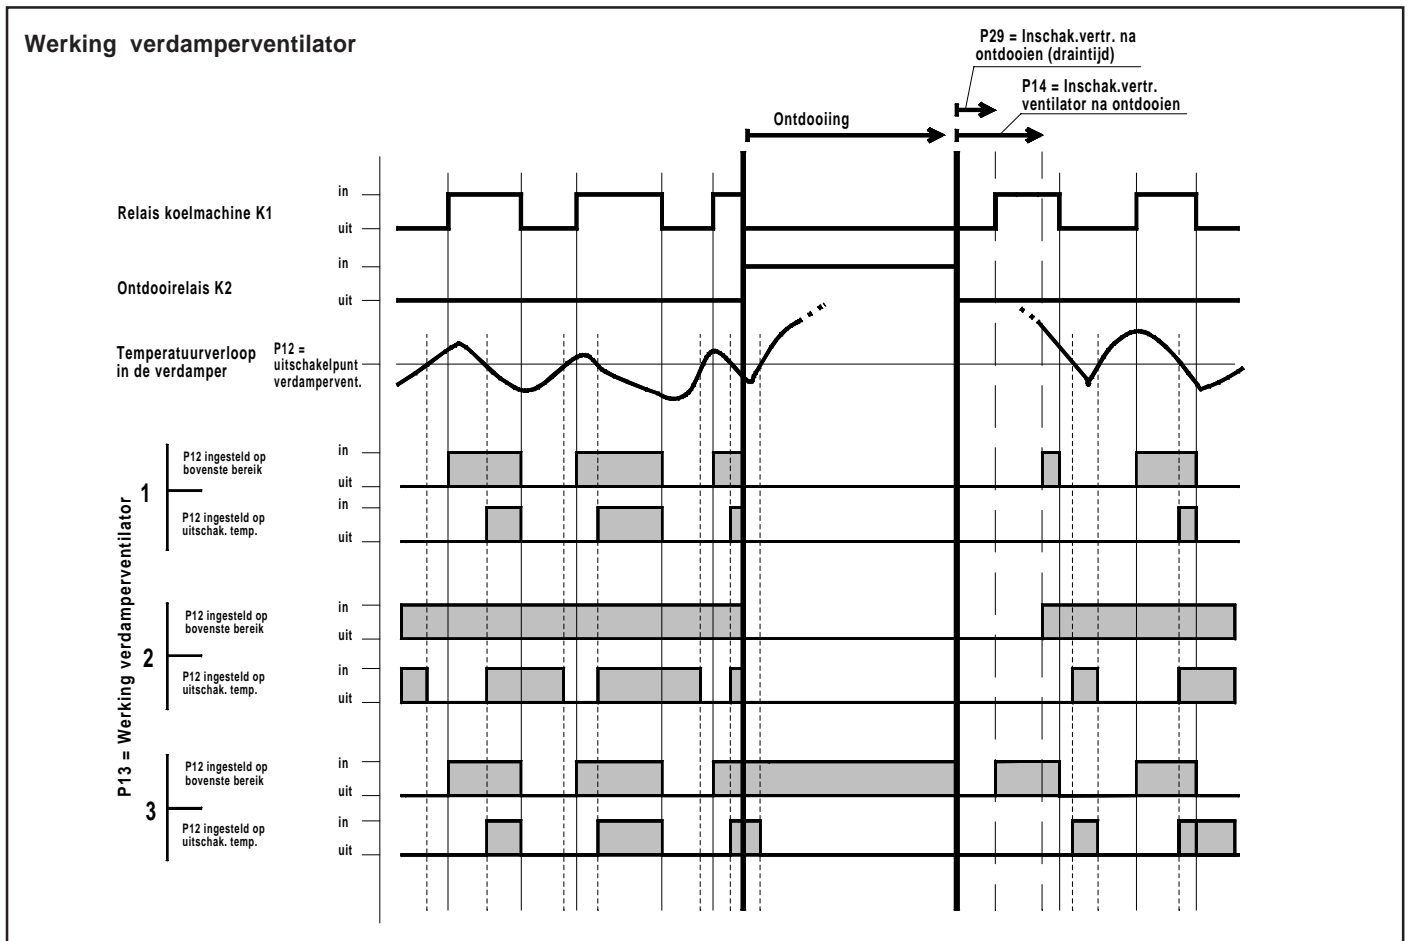 Werking verdamperventilator
P29 = Inschak.vertr. na
ontdooien (draintijd)
P14 = Inschak.vertr.
ventilator na ontdooien
Ontdooiing
Relais koelmachine K1
in
uit
Ontdooirelais K2
in
uit
Temperatuurverloop
in de verdamper
P12 =
uitschakelpunt
verdampervent.
P13 = Werking verdamperventilator
1
P12 ingesteld op
bovenste bereik
in
uit
P12 ingesteld op
uitschak. temp.
in
uit
2
P12 ingesteld op
bovenste bereik
in
uit
P12 ingesteld op
uitschak. temp.
in
uit
3
P12 ingesteld op
bovenste bereik
in
uit
P12 ingesteld op
uitschak. temp.
in
uit